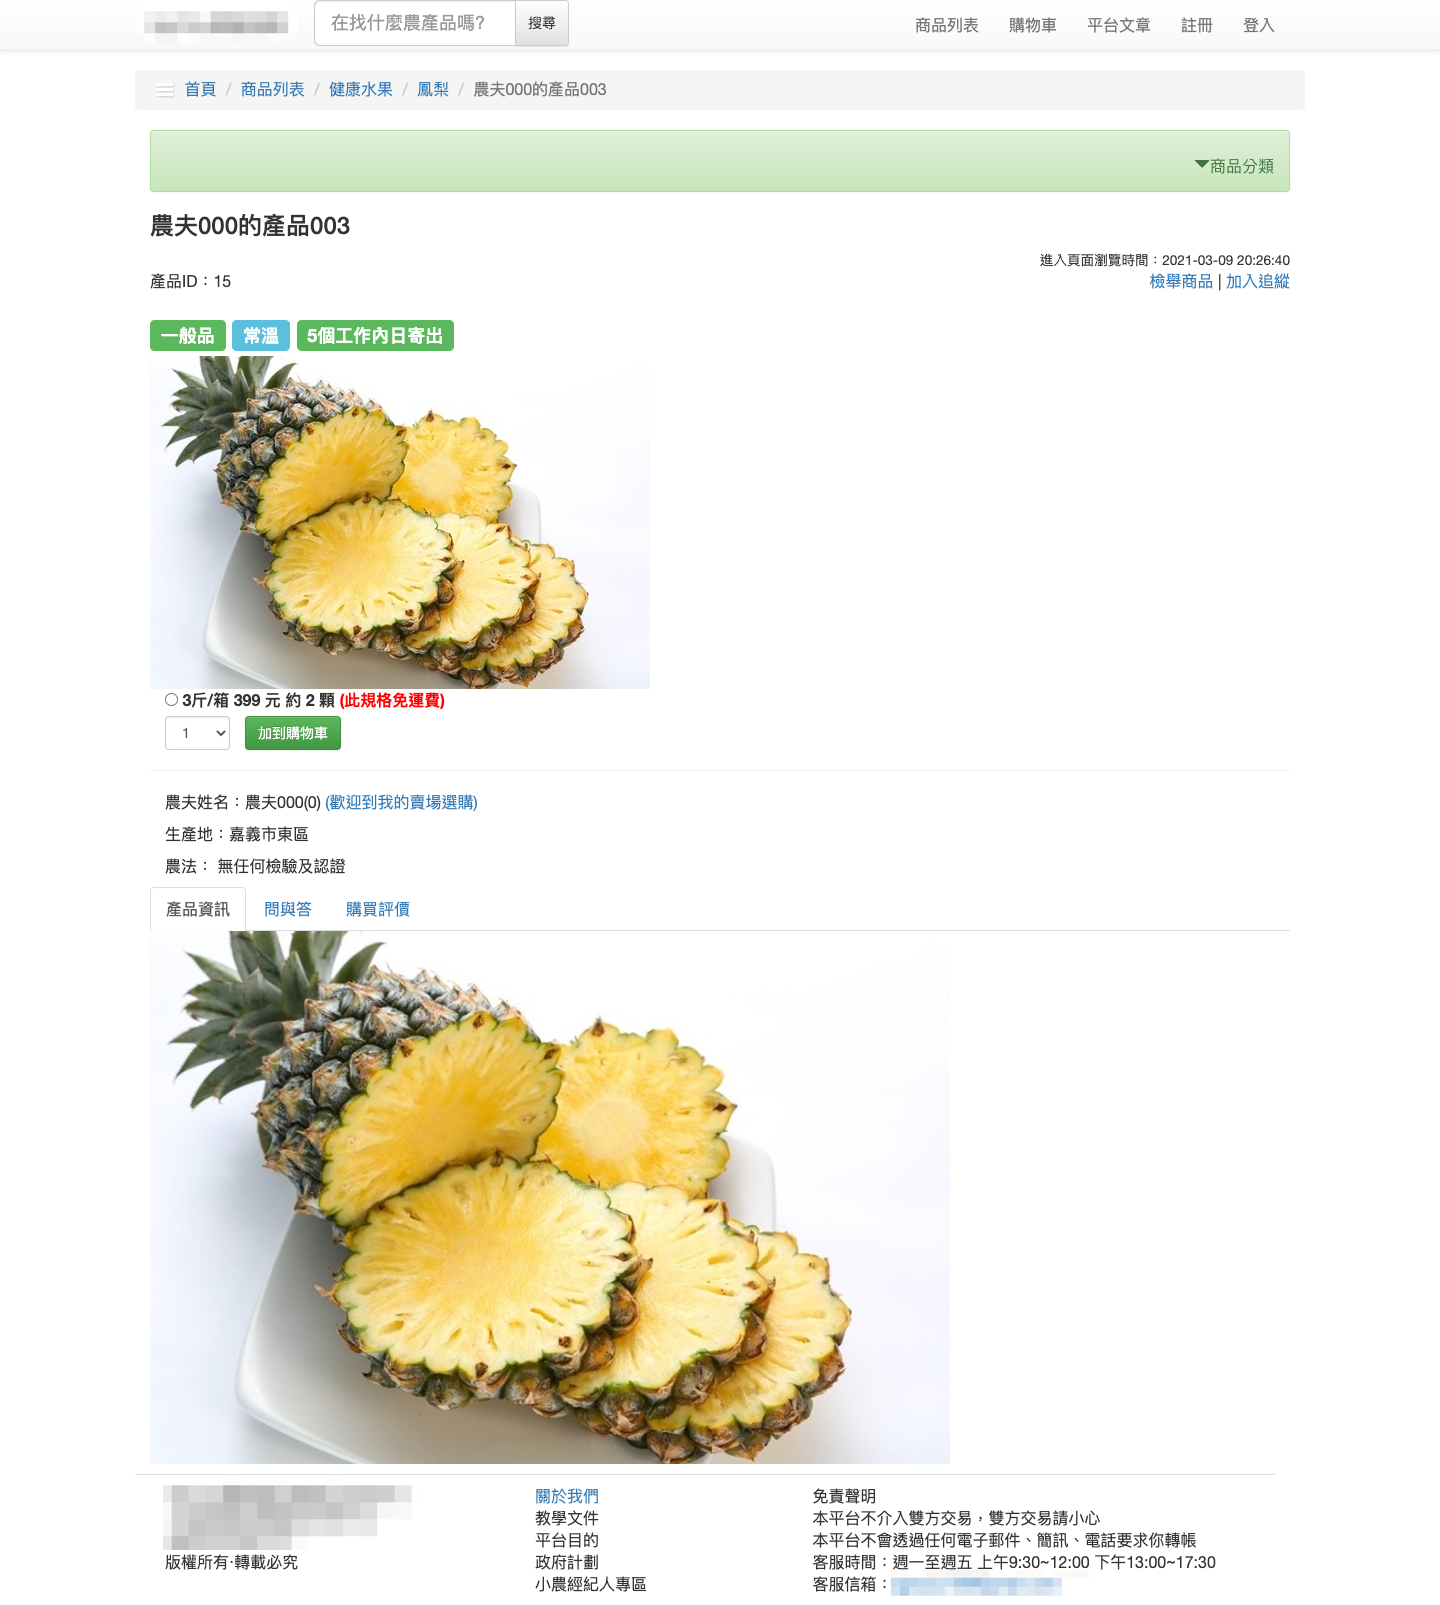 在找什麼農產品嗎?
搜尋
商品列表 購物車 平台文章 註冊 登入
首頁 / 商品列表 / 健康水果 / 鳳梨 / 農夫000的產品003
商品分類
農夫000的產品003
進入頁面瀏覽時間：2021-03-09 20:26:40
產品ID：15
檢舉商品 | 加入追縱
一般品 常溫 5個工作內日寄出
3斤/箱 399 元 約 2 顆 (此規格免運費)
1 加到購物車
農夫姓名：農夫000(0) (歡迎到我的賣場選購)
生產地：嘉義市東區
農法： 無任何檢驗及認證
產品資訊 問與答 購買評價
版權所有·轉載必究
關於我們
教學文件
平台目的
政府計劃
小農經紀人專區
免責聲明
本平台不介入雙方交易，雙方交易請小心
本平台不會透過任何電子郵件、簡訊、電話要求你轉帳
客服時間：週一至週五 上午9:30~12:00 下午13:00~17:30
客服信箱：